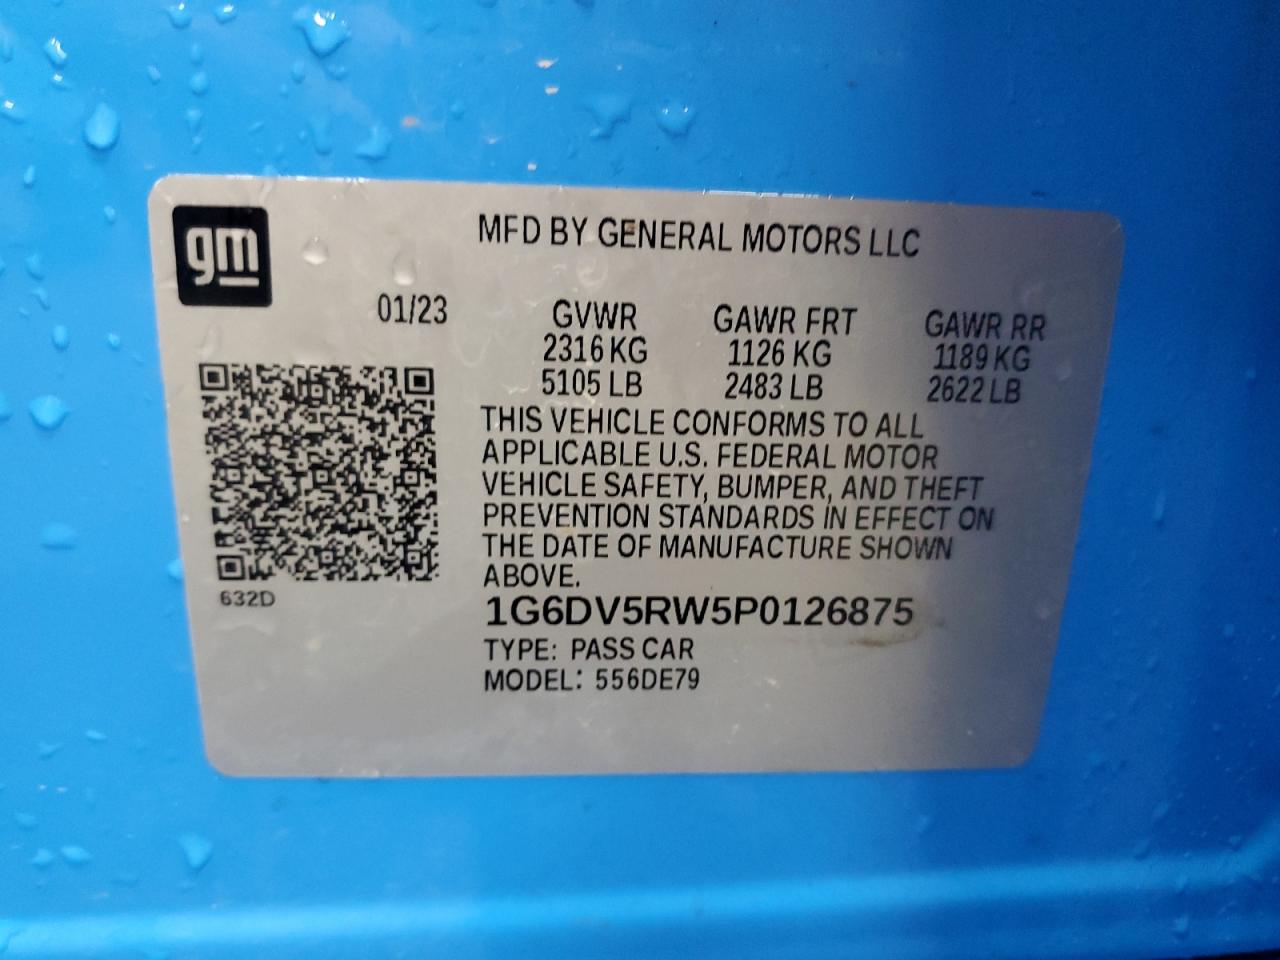 gm
MFD BY GENERAL MOTORS LLC
01/23
GVWR GAWR FRT GAWR RR
2316 KG 1126 KG 1189 KG
5105 LB 2483 LB 2622 LB
THIS VEHICLE CONFORMS TO ALL
APPLICABLE U.S. FEDERAL MOTOR
VEHICLE SAFETY, BUMPER, AND THEFT
PREVENTION STANDARDS IN EFFECT ON
THE DATE OF MANUFACTURE SHOWN
ABOVE.
632D
1G6DV5RW5P0126875
TYPE: PASS CAR
MODEL: 556DE79